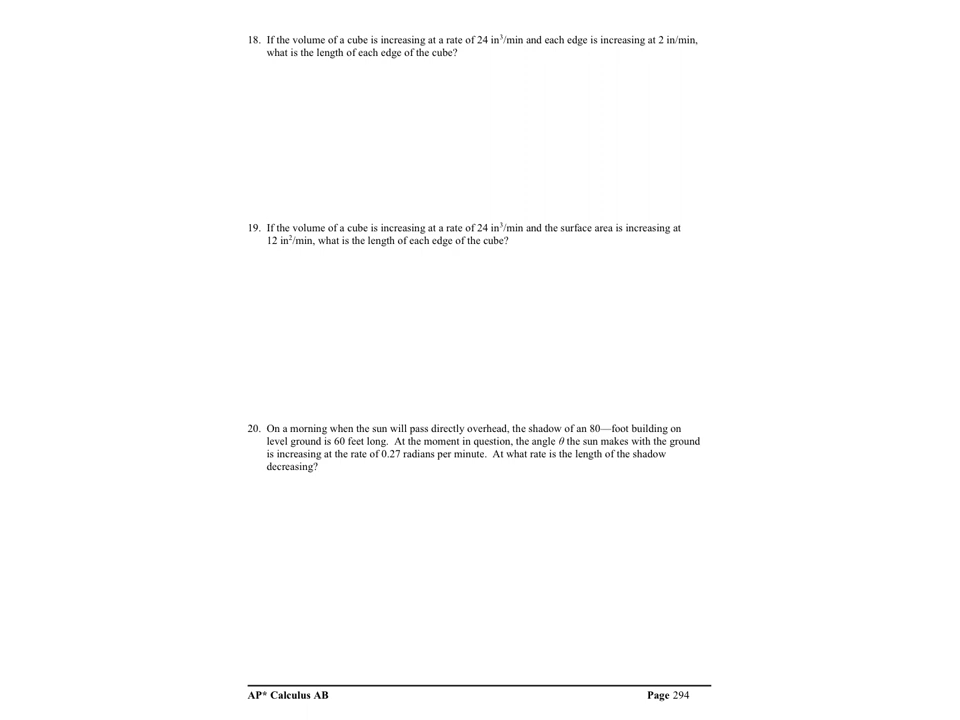 18. If the volume of a cube is increasing at a rate of 24 in³/min and each edge is increasing at 2 in/min,
what is the length of each edge of the cube?
19. If the volume of a cube is increasing at a rate of 24 in³/min and the surface area is increasing at
12 in²/min, what is the length of each edge of the cube?
20. On a morning when the sun will pass directly overhead, the shadow of an 80—foot building on
level ground is 60 feet long. At the moment in question, the angle θ the sun makes with the ground
is increasing at the rate of 0.27 radians per minute. At what rate is the length of the shadow
decreasing?
AP* Calculus AB Page 294